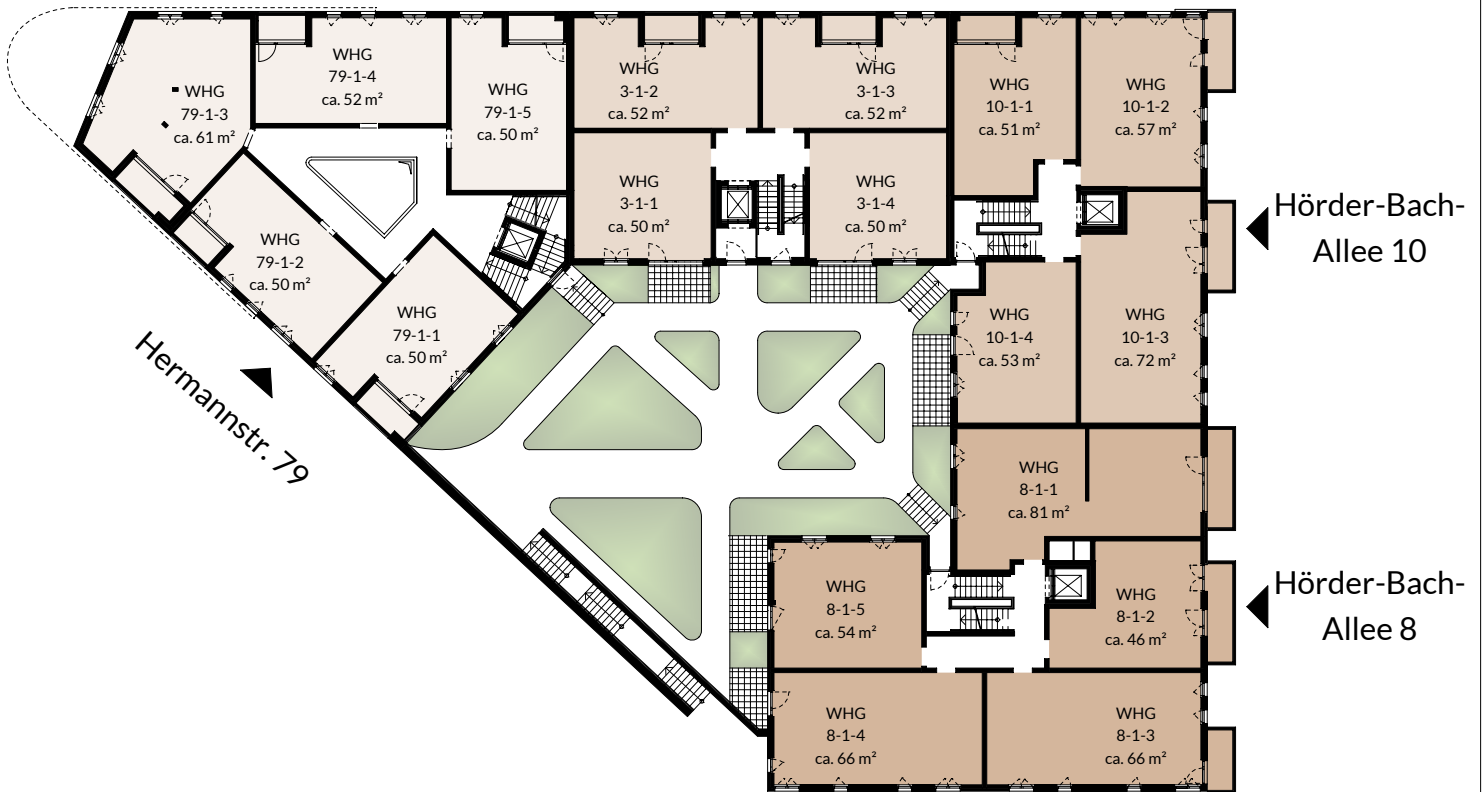 WHG
79-1-3
ca. 61 m²
WHG
79-1-4
ca. 52 m²
WHG
79-1-5
ca. 50 m²
WHG
3-1-2
ca. 52 m²
WHG
3-1-3
ca. 52 m²
WHG
10-1-1
ca. 51 m²
WHG
10-1-2
ca. 57 m²
WHG
79-1-2
ca. 50 m²
WHG
3-1-1
ca. 50 m²
WHG
3-1-4
ca. 50 m²
Hörder-Bach-
Allee 10
WHG
79-1-1
ca. 50 m²
WHG
10-1-4
ca. 53 m²
WHG
10-1-3
ca. 72 m²
Hermannstr. 79
WHG
8-1-1
ca. 81 m²
WHG
8-1-5
ca. 54 m²
WHG
8-1-2
ca. 46 m²
Hörder-Bach-
Allee 8
WHG
8-1-4
ca. 66 m²
WHG
8-1-3
ca. 66 m²